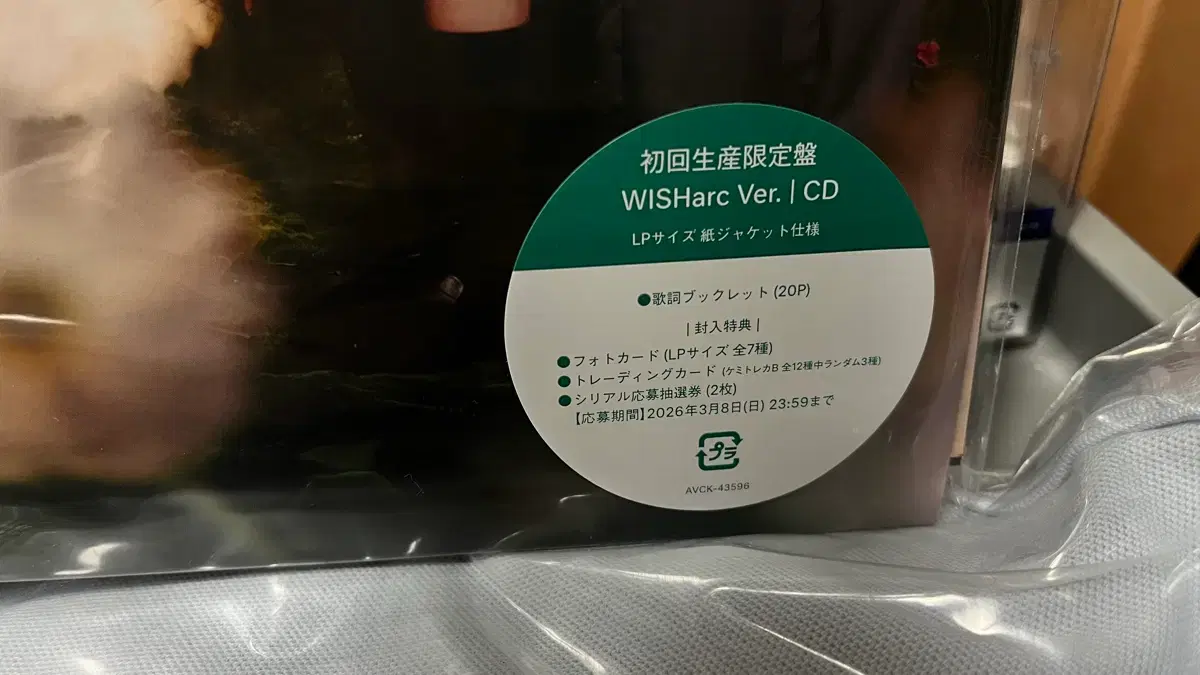 初回生産限定盤
WISHarc Ver. | CD
LPサイズ 紙ジャケット仕様
●歌詞ブックレット (20P)
| 封入特典 |
●フォトカード (LPサイズ 全7種)
●トレーディングカード (ケミトレカB 全12種中ランダム3種)
●シリアル応募抽選券 (2枚)
【応募期間】2026年3月8日(日) 23:59まで
プラ
AVCK-43596